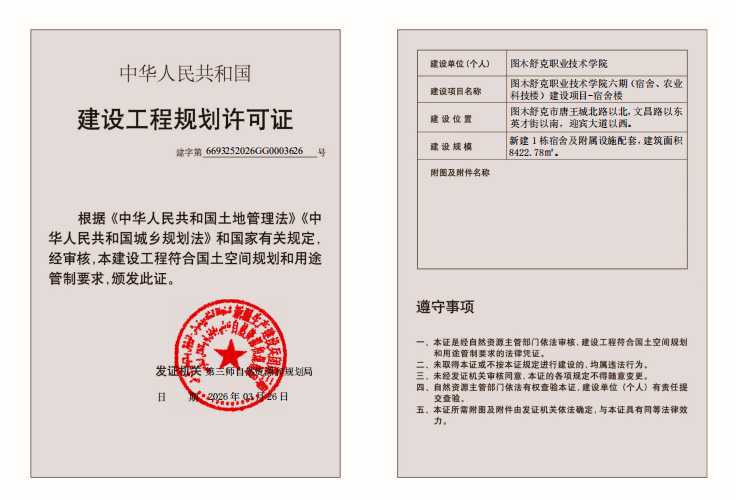 中华人民共和国
建设工程规划许可证
建字第 6693252026GG0003626 号
根据《中华人民共和国土地管理法》《中
华人民共和国城乡规划法》和国家有关规定，
经审核，本建设工程符合国土空间规划和用途
管制要求，颁发此证。
发证机关 第三师自然资源和规划局
日 期 2026年03月26日
建设单位(个人) 图木舒克职业技术学院
建设项目名称 图木舒克职业技术学院六期（宿舍、农业
科技楼）建设项目-宿舍楼
建设位置 图木舒克市唐王城北路以北，文昌路以东
英才街以南，迎宾大道以西。
建设规模 新建1栋宿舍及附属设施配套，建筑面积
8422.78㎡。
附图及附件名称
遵守事项
一、本证是经自然资源主管部门依法审核，建设工程符合国土空间规划
和用途管制要求的法律凭证。
二、未取得本证或不按本证规定进行建设的，均属违法行为。
三、未经发证机关审核同意，本证的各项规定不得随意变更。
四、自然资源主管部门依法有权查验本证，建设单位（个人）有责任提
交查验。
五、本证所需附图及附件由发证机关依法确定，与本证具有同等法律效
力。